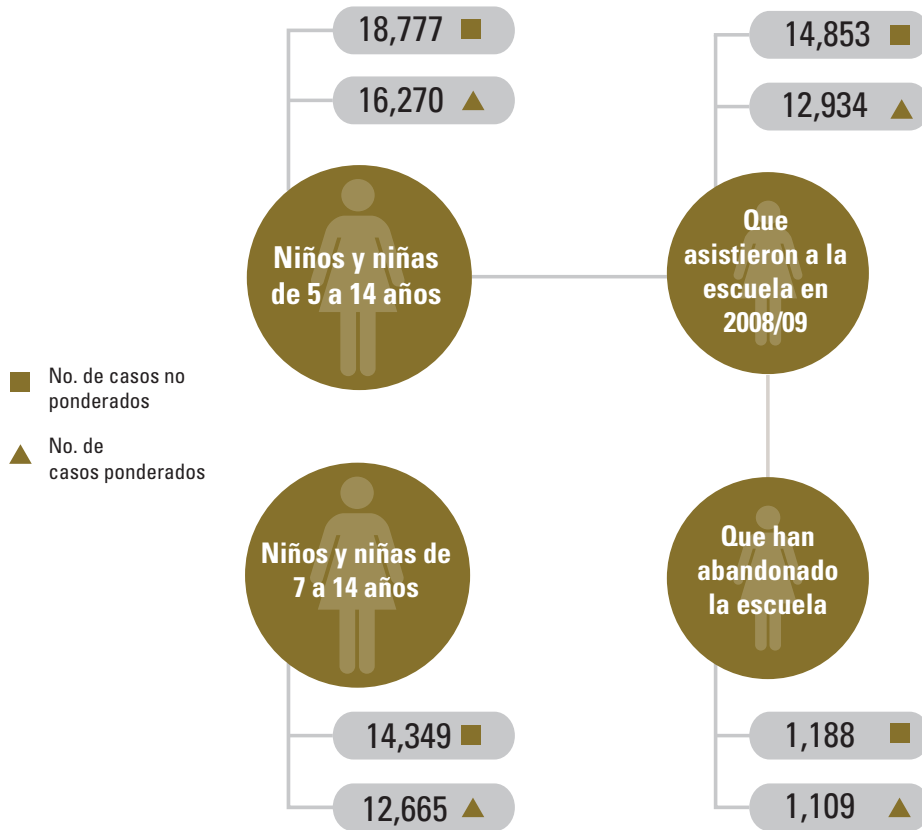 18,777
16,270
14,853
12,934
Niños y niñas
de 5 a 14 años
Que
asistieron a la
escuela en
2008/09
No. de casos no
ponderados
No. de
casos ponderados
Niños y niñas de
7 a 14 años
Que han
abandonado
la escuela
14,349
12,665
1,188
1,109